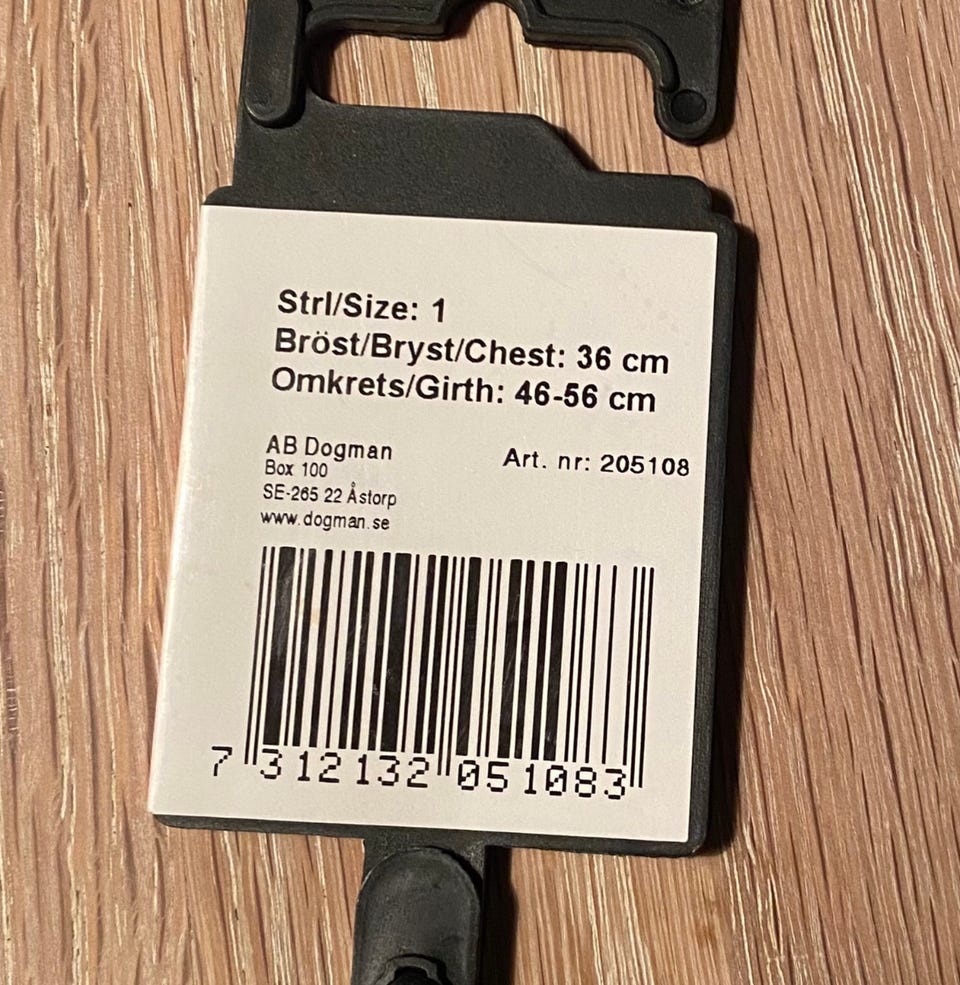 Strl/Size: 1
Bröst/Bryst/Chest: 36 cm
Omkrets/Girth: 46-56 cm
AB Dogman
Box 100
SE-265 22 Åstorp
www.dogman.se
Art. nr: 205108
7 312132 051083